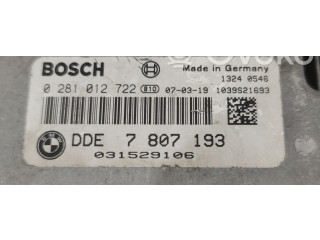 BOSCH
Made in Germany
1324 0546
0 281 012 722 810 07-03-19 1039S21693
DDE 7 807 193
031529106